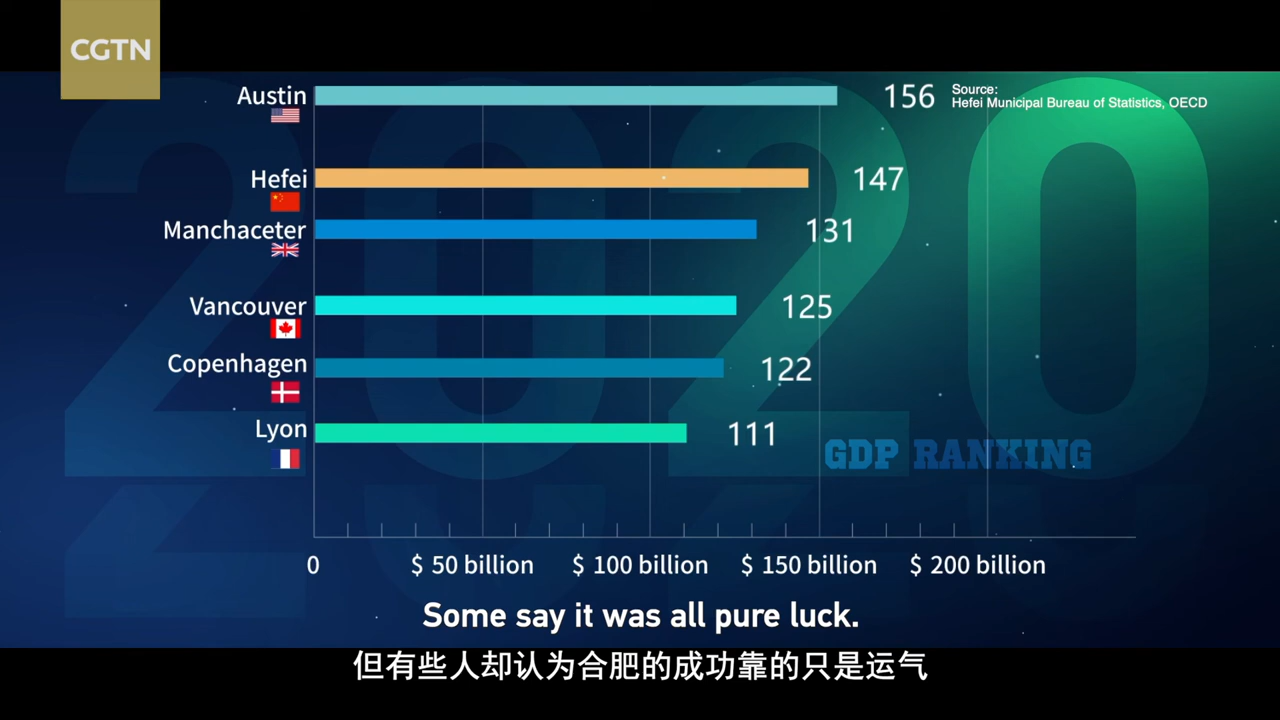 CGTN
2020
Austin
156
Source:
Hefei Municipal Bureau of Statistics, OECD
Hefei
147
Manchaceter
131
Vancouver
125
Copenhagen
122
Lyon
111
GDP RANKING
0
$ 50 billion
$ 100 billion
$ 150 billion
$ 200 billion
Some say it was all pure luck.
但有些人却认为合肥的成功靠的只是运气